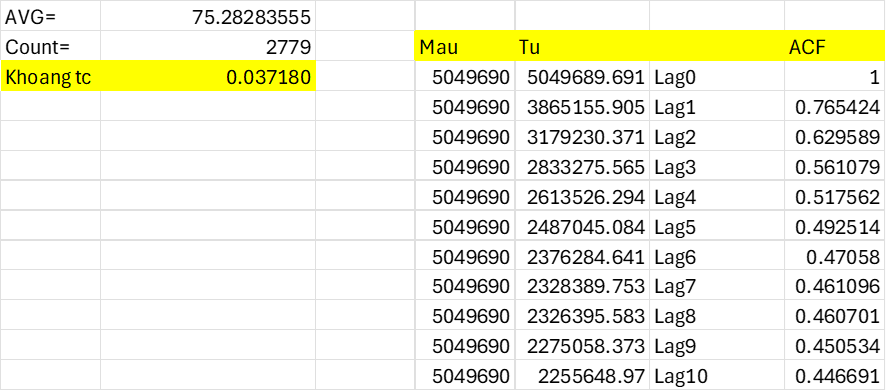 AVG= 75.28283555
Count= 2779 Mau Tu ACF
Khoang tc 0.037180 5049690 5049689.691 Lag0 1
5049690 3865155.905 Lag1 0.765424
5049690 3179230.371 Lag2 0.629589
5049690 2833275.565 Lag3 0.561079
5049690 2613526.294 Lag4 0.517562
5049690 2487045.084 Lag5 0.492514
5049690 2376284.641 Lag6 0.47058
5049690 2328389.753 Lag7 0.461096
5049690 2326395.583 Lag8 0.460701
5049690 2275058.373 Lag9 0.450534
5049690 2255648.97 Lag10 0.446691